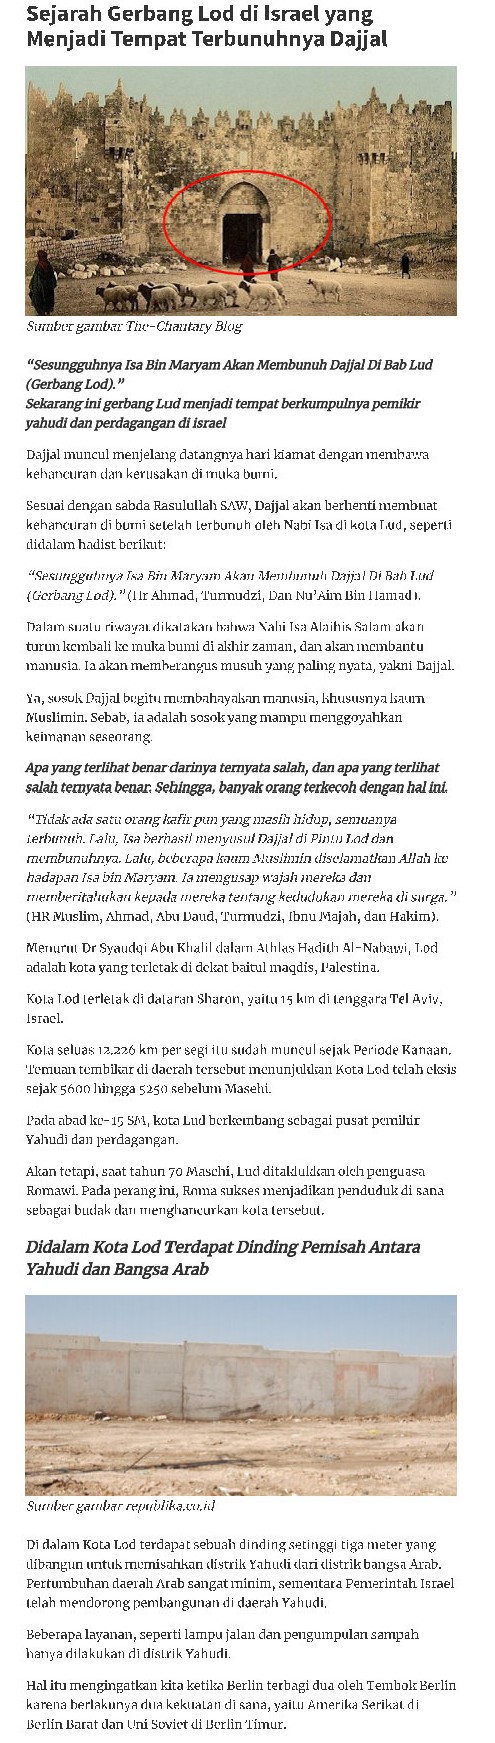 Sejarah Gerbang Lod di Israel yang
Menjadi Tempat Terbunuhnya Dajjal
Sumber gambar The-Chantary Blog
“Sesungguhnya Isa Bin Maryam Akan Membunuh Dajjal Di Bab Lud
(Gerbang Lod).”
Sekarang ini gerbang Lud menjadi tempat berkumpulnya pemikir
yahudi dan perdagangan di israel
Dajjal muncul menjelang datangnya hari kiamat dengan membawa
kehancuran dan kerusakan di muka bumi.
Sesuai dengan sabda Rasulullah SAW, Dajjal akan berhenti membuat
kehancuran di bumi setelah terbunuh oleh Nabi Isa di kota Lud, seperti
didalam hadist berikut:
“Sesungguhnya Isa Bin Maryam Akan Membunuh Dajjal Di Bab Lud
(Gerbang Lod).” (Hr Ahmad, Turmudzi, Dan Nu’Aim Bin Hamad).
Dalam suatu riwayat dikatakan bahwa Nabi Isa Alaihis Salam akan
turun kembali ke muka bumi di akhir zaman, dan akan membantu
manusia. Ia akan memberangus musuh yang paling nyata, yakni Dajjal.
Ya, sosok Dajjal begitu membahayakan manusia, khususnya kaum
Muslimin. Sebab, ia adalah sosok yang mampu menggoyahkan
keimanan seseorang.
Apa yang terlihat benar darinya ternyata salah, dan apa yang terlihat
salah ternyata benar. Sehingga, banyak orang terkecoh dengan hal ini.
“Tidak ada satu orang kafir pun yang masih hidup, semuanya
terbunuh. Lalu, Isa berhasil menyusul Dajjal di Pintu Lod dan
membunuhnya. Lalu, beberapa kaum Muslimin diselamatkan Allah ke
hadapan Isa bin Maryam. Ia mengusap wajah mereka dan
memberitahukan kepada mereka tentang kedudukan mereka di surga.”
(HR Muslim, Ahmad, Abu Daud, Turmudzi, Ibnu Majah, dan Hakim).
Menurut Dr Syaudqi Abu Khalil dalam Athlas Hadith Al-Nabawi, Lod
adalah kota yang terletak di dekat baitul maqdis, Palestina.
Kota Lod terletak di dataran Sharon, yaitu 15 km di tenggara Tel Aviv,
Israel.
Kota seluas 12.226 km per segi itu sudah muncul sejak Periode Kanaan.
Temuan tembikar di daerah tersebut menunjukkan Kota Lod telah eksis
sejak 5600 hingga 5250 sebelum Masehi.
Pada abad ke-15 SM, kota Lud berkembang sebagai pusat pemikir
Yahudi dan perdagangan.
Akan tetapi, saat tahun 70 Masehi, Lud ditaklukkan oleh penguasa
Romawi. Pada perang ini, Roma sukses menjadikan penduduk di sana
sebagai budak dan menghancurkan kota tersebut.
Didalam Kota Lod Terdapat Dinding Pemisah Antara
Yahudi dan Bangsa Arab
Sumber gambar republika.co.id
Di dalam Kota Lod terdapat sebuah dinding setinggi tiga meter yang
dibangun untuk memisahkan distrik Yahudi dari distrik bangsa Arab.
Pertumbuhan daerah Arab sangat minim, sementara Pemerintah Israel
telah mendorong pembangunan di daerah Yahudi.
Beberapa layanan, seperti lampu jalan dan pengumpulan sampah
hanya dilakukan di distrik Yahudi.
Hal itu mengingatkan kita ketika Berlin terbagi dua oleh Tembok Berlin
karena berlakunya dua kekuatan di sana, yaitu Amerika Serikat di
Berlin Barat dan Uni Soviet di Berlin Timur.